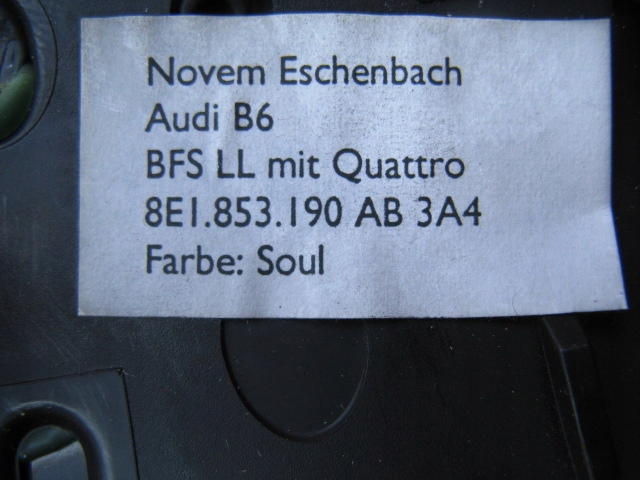 Novem Eschenbach
Audi B6
BFS LL mit Quattro
8E1.853.190 AB 3A4
Farbe: Soul